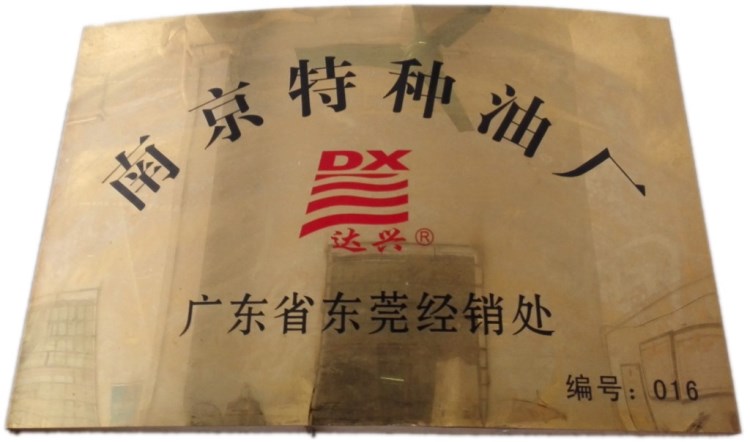 南京特种油厂
DX
达兴®
广东省东莞经销处
编号：016